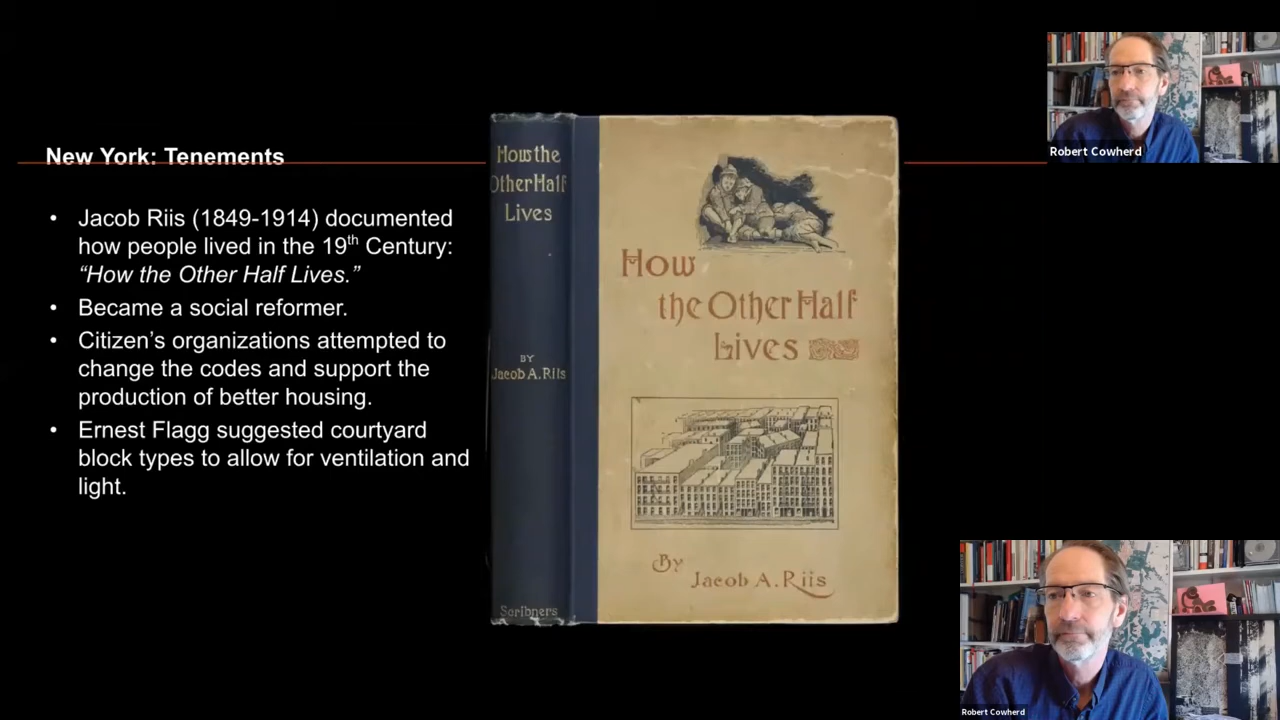 New York: Tenements
• Jacob Riis (1849-1914) documented
how people lived in the 19th Century:
“How the Other Half Lives.”
• Became a social reformer.
• Citizen’s organizations attempted to
change the codes and support the
production of better housing.
• Ernest Flagg suggested courtyard
block types to allow for ventilation and
light.
How the
Other Half
Lives
BY
Jacob A. Riis
Scribners
How
the Other Half
Lives
By
Jacob A. Riis
Robert Cowherd
Robert Cowherd